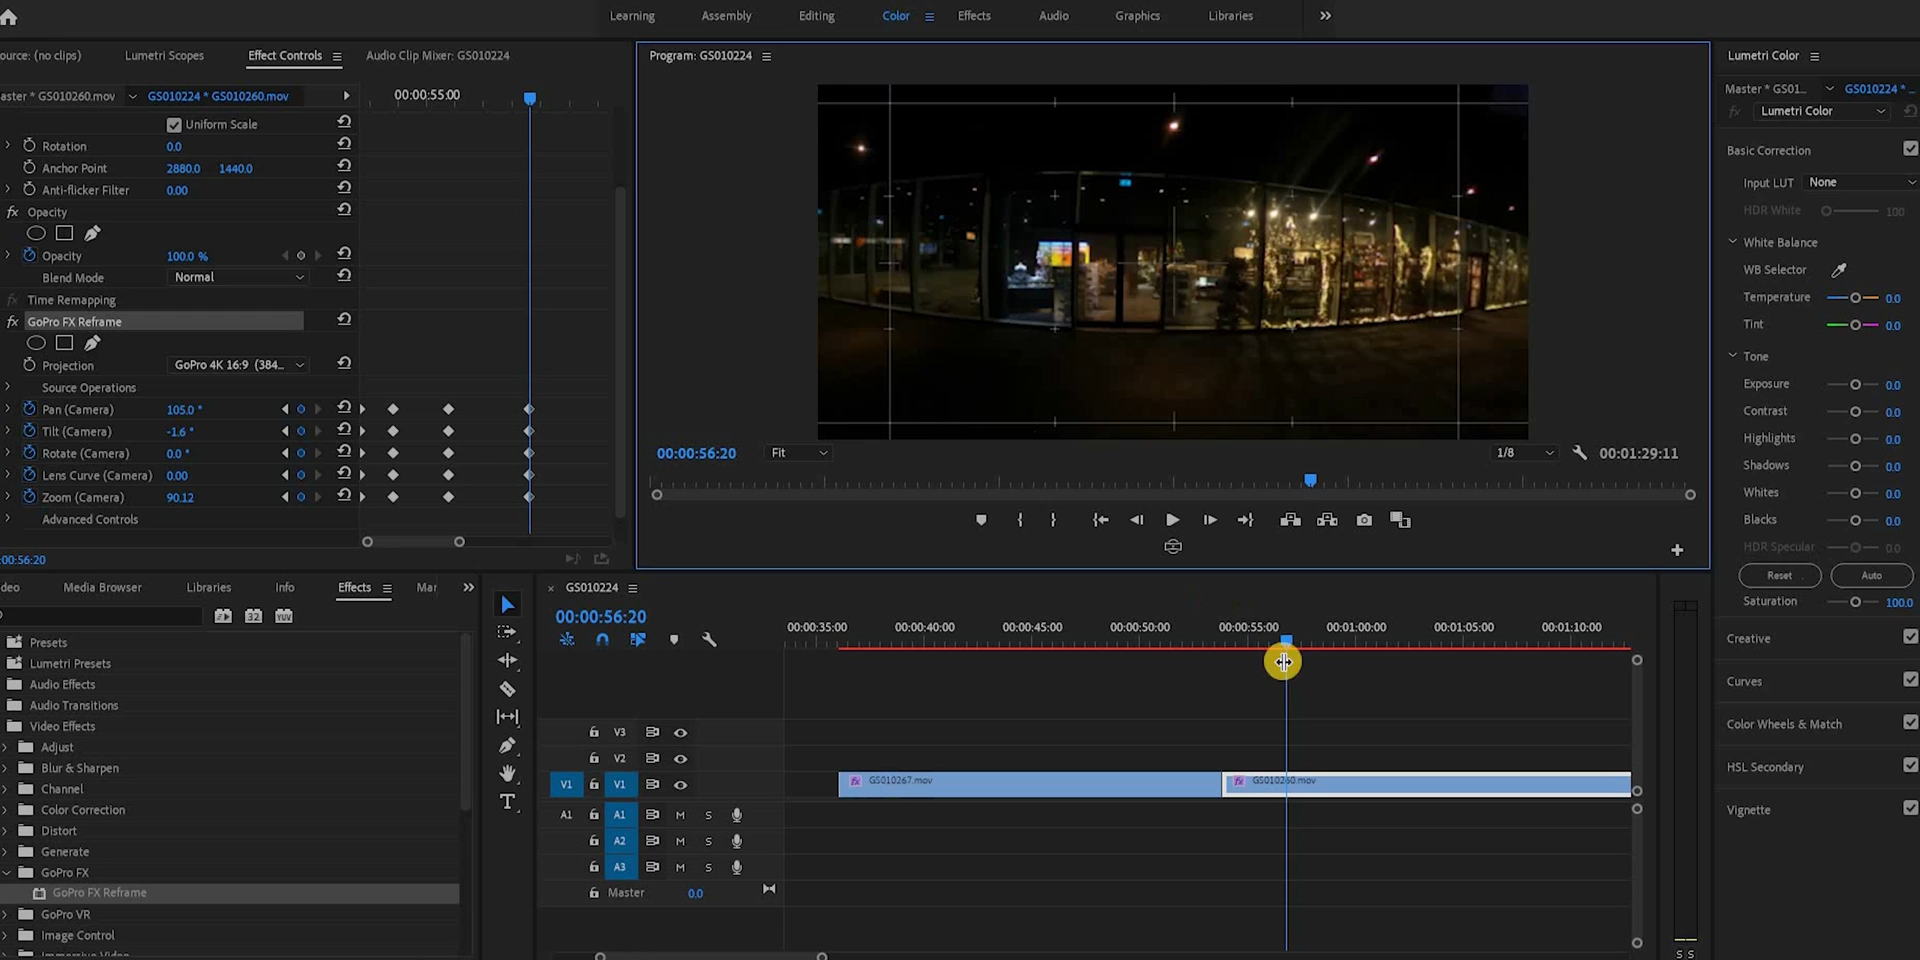 Learning
Assembly
Editing
Color
Effects
Audio
Graphics
Libraries
ource: (no clips)
Lumetri Scopes
Effect Controls
Audio Clip Mixer: GS010224
aster * GS010260.mov
GS010224 * GS010260.mov
00:00:55:00
Uniform Scale
Rotation
0.0
Anchor Point
2880.0
1440.0
Anti-flicker Filter
0.00
fx
Opacity
Opacity
100.0 %
Blend Mode
Normal
fx
Time Remapping
fx
GoPro FX Reframe
Projection
GoPro 4K 16:9 (384...
Source Operations
Pan (Camera)
105.0 °
Tilt (Camera)
-1.6 °
Rotate (Camera)
0.0 °
Lens Curve (Camera)
0.00
Zoom (Camera)
90.12
Advanced Controls
:00:56:20
Program: GS010224
00:00:56:20
Fit
1/8
00:01:29:11
Lumetri Color
Master * GS01...
GS010224 * ...
fx
Lumetri Color
Basic Correction
Input LUT
None
HDR White
100
White Balance
WB Selector
Temperature
0.0
Tint
0.0
Tone
Exposure
0.0
Contrast
0.0
Highlights
0.0
Shadows
0.0
Whites
0.0
Blacks
0.0
HDR Specular
0.0
Reset
Auto
Saturation
100.0
Creative
Curves
Color Wheels & Match
HSL Secondary
Vignette
deo
Media Browser
Libraries
Info
Effects
Mar
32
YUV
Presets
Lumetri Presets
Audio Effects
Audio Transitions
Video Effects
Adjust
Blur & Sharpen
Channel
Color Correction
Distort
Generate
GoPro FX
GoPro FX Reframe
GoPro VR
Image Control
Immersive Video
GS010224
00:00:56:20
00:00:35:00
00:00:40:00
00:00:45:00
00:00:50:00
00:00:55:00
00:01:00:00
00:01:05:00
00:01:10:00
V3
V2
V1
V1
fx
GS010267.mov
fx
GS010260.mov
A1
A1
M
S
A2
M
S
A3
M
S
Master
0.0
S
S